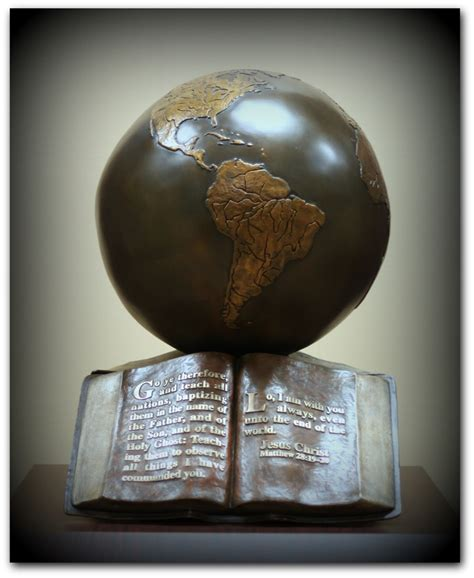 Go ye therefore,
and teach all
nations, baptizing
them in the name of
the Father, and of
the Son, and of the
Holy Ghost: Teach-
ing them to observe
all things I have
commanded you.
Lo, I am with you
always, even
unto the end of the
world.
Jesus Christ
Matthew 28:19-20